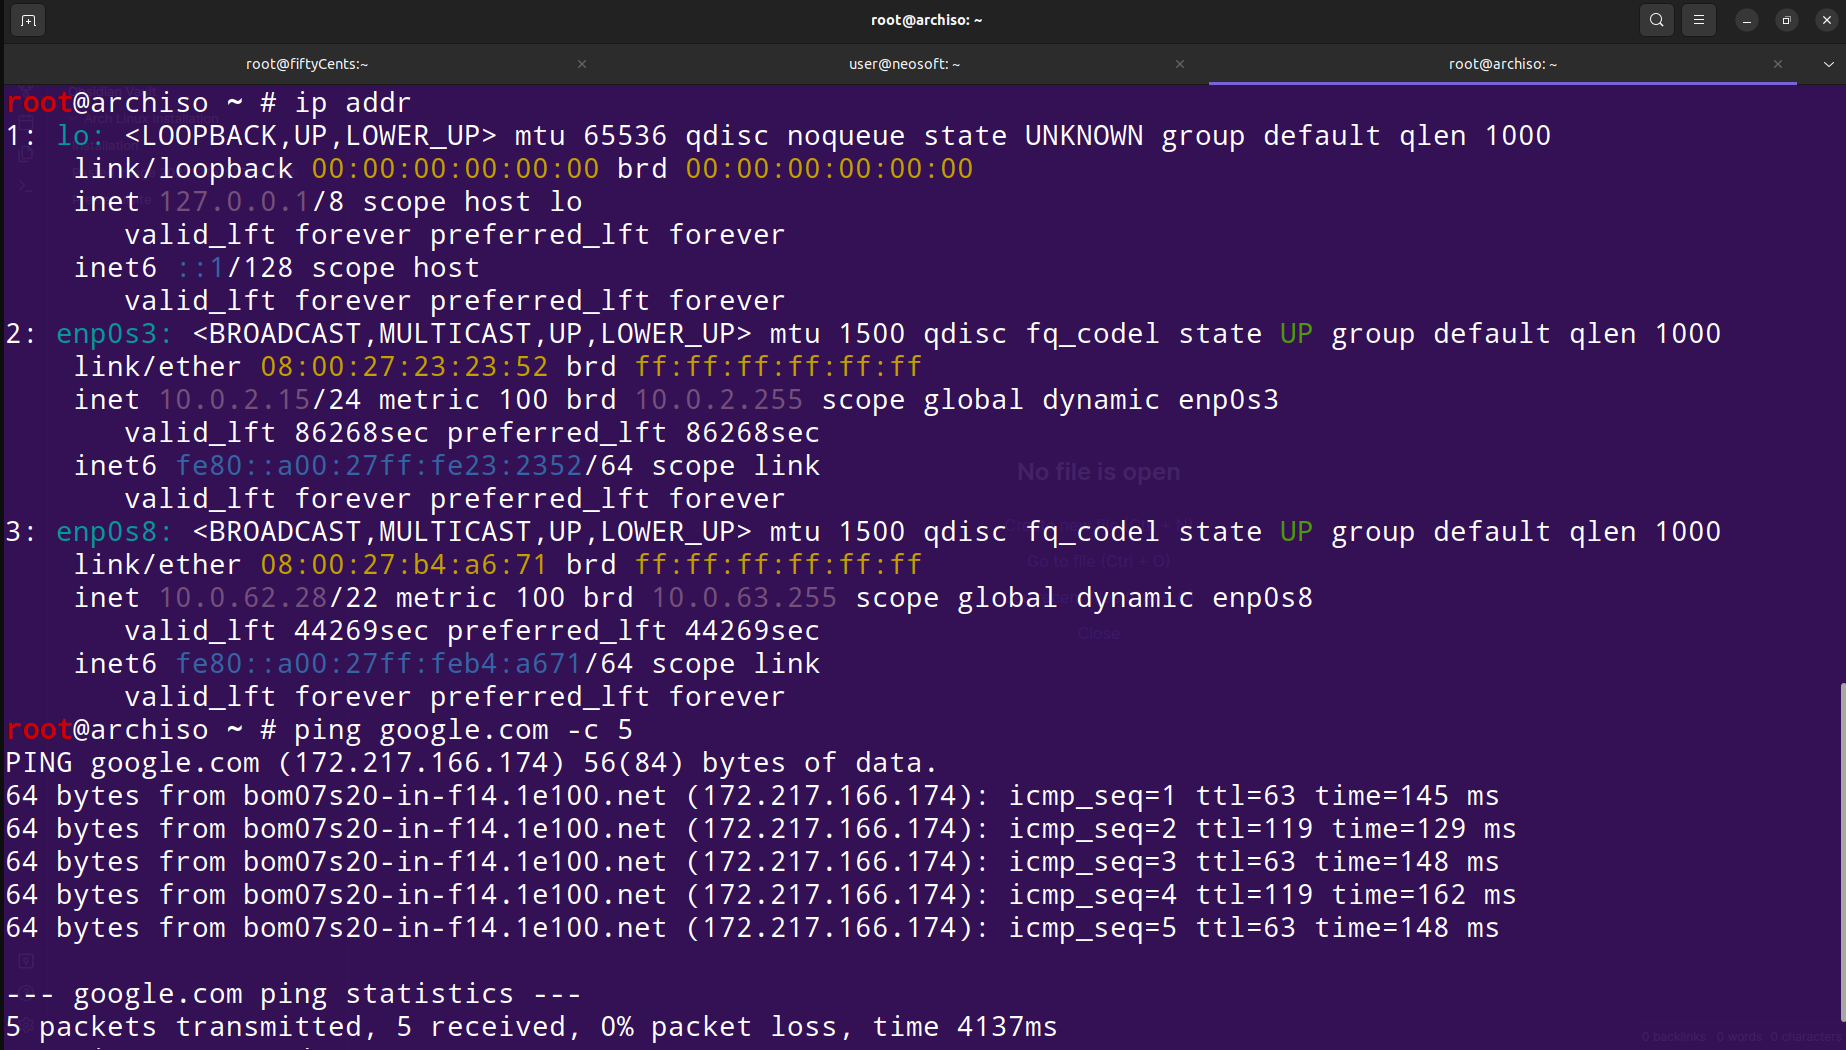 root@archiso: ~
root@fiftyCents:~
user@neosoft: ~
root@archiso: ~
root@archiso ~ # ip addr
1: lo: <LOOPBACK,UP,LOWER_UP> mtu 65536 qdisc noqueue state UNKNOWN group default qlen 1000
    link/loopback 00:00:00:00:00:00 brd 00:00:00:00:00:00
    inet 127.0.0.1/8 scope host lo
       valid_lft forever preferred_lft forever
    inet6 ::1/128 scope host
       valid_lft forever preferred_lft forever
2: enp0s3: <BROADCAST,MULTICAST,UP,LOWER_UP> mtu 1500 qdisc fq_codel state UP group default qlen 1000
    link/ether 08:00:27:23:23:52 brd ff:ff:ff:ff:ff:ff
    inet 10.0.2.15/24 metric 100 brd 10.0.2.255 scope global dynamic enp0s3
       valid_lft 86268sec preferred_lft 86268sec
    inet6 fe80::a00:27ff:fe23:2352/64 scope link
       valid_lft forever preferred_lft forever
No file is open
3: enp0s8: <BROADCAST,MULTICAST,UP,LOWER_UP> mtu 1500 qdisc fq_codel state UP group default qlen 1000
    link/ether 08:00:27:b4:a6:71 brd ff:ff:ff:ff:ff:ff
Go to file (Ctrl + O)
    inet 10.0.62.28/22 metric 100 brd 10.0.63.255 scope global dynamic enp0s8
       valid_lft 44269sec preferred_lft 44269sec
Close
    inet6 fe80::a00:27ff:feb4:a671/64 scope link
       valid_lft forever preferred_lft forever
root@archiso ~ # ping google.com -c 5
PING google.com (172.217.166.174) 56(84) bytes of data.
64 bytes from bom07s20-in-f14.1e100.net (172.217.166.174): icmp_seq=1 ttl=63 time=145 ms
64 bytes from bom07s20-in-f14.1e100.net (172.217.166.174): icmp_seq=2 ttl=119 time=129 ms
64 bytes from bom07s20-in-f14.1e100.net (172.217.166.174): icmp_seq=3 ttl=63 time=148 ms
64 bytes from bom07s20-in-f14.1e100.net (172.217.166.174): icmp_seq=4 ttl=119 time=162 ms
64 bytes from bom07s20-in-f14.1e100.net (172.217.166.174): icmp_seq=5 ttl=63 time=148 ms
--- google.com ping statistics ---
5 packets transmitted, 5 received, 0% packet loss, time 4137ms
0 backlinks 0 words 0 characters